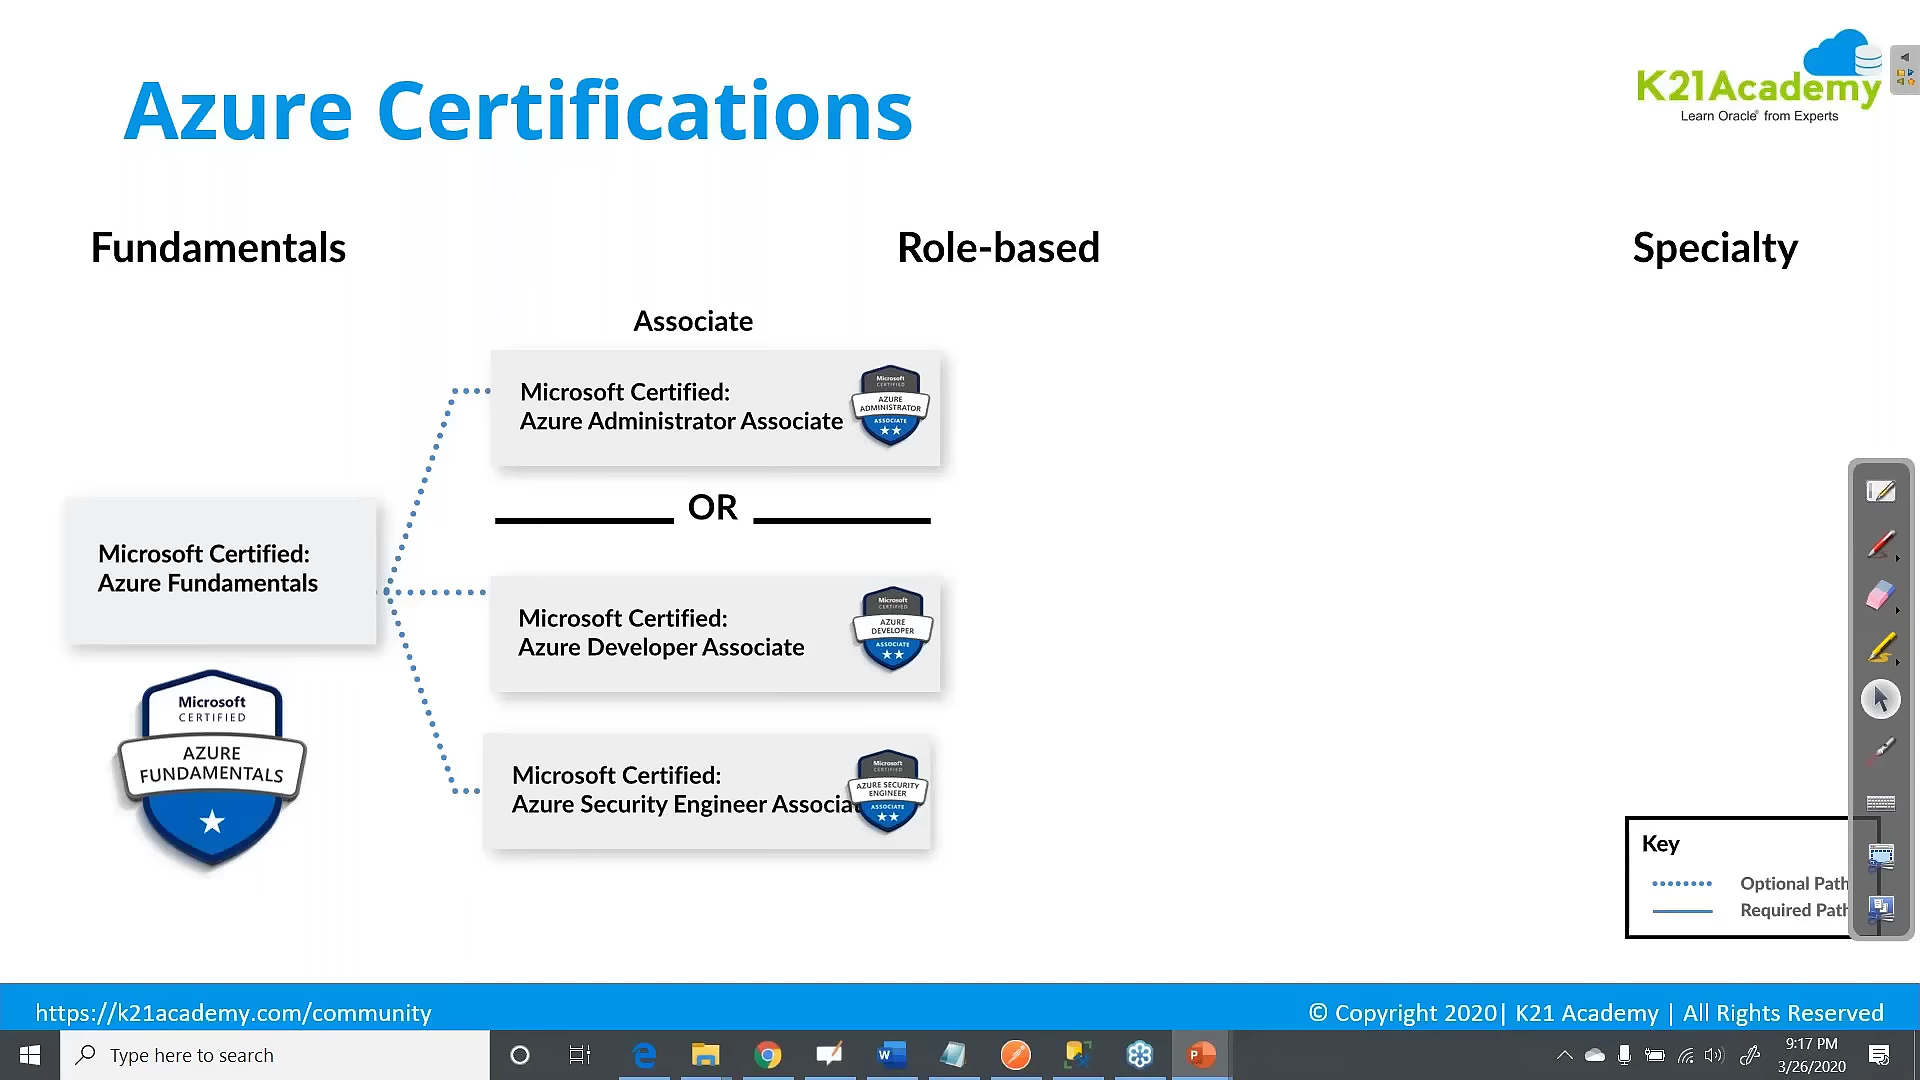 Azure Certifications
K21Academy
Learn Oracle® from Experts
Fundamentals
Role-based
Specialty
Associate
Microsoft Certified:
Azure Administrator Associate
Microsoft
CERTIFIED
AZURE
ADMINISTRATOR
ASSOCIATE
OR
Microsoft Certified:
Azure Fundamentals
Microsoft
CERTIFIED
AZURE
FUNDAMENTALS
Microsoft Certified:
Azure Developer Associate
Microsoft
CERTIFIED
AZURE
DEVELOPER
ASSOCIATE
Microsoft Certified:
Azure Security Engineer Associat
Microsoft
CERTIFIED
AZURE SECURITY
ENGINEER
ASSOCIATE
Key
Optional Path
Required Path
https://k21academy.com/community
© Copyright 2020| K21 Academy | All Rights Reserved
Type here to search
9:17 PM
3/26/2020